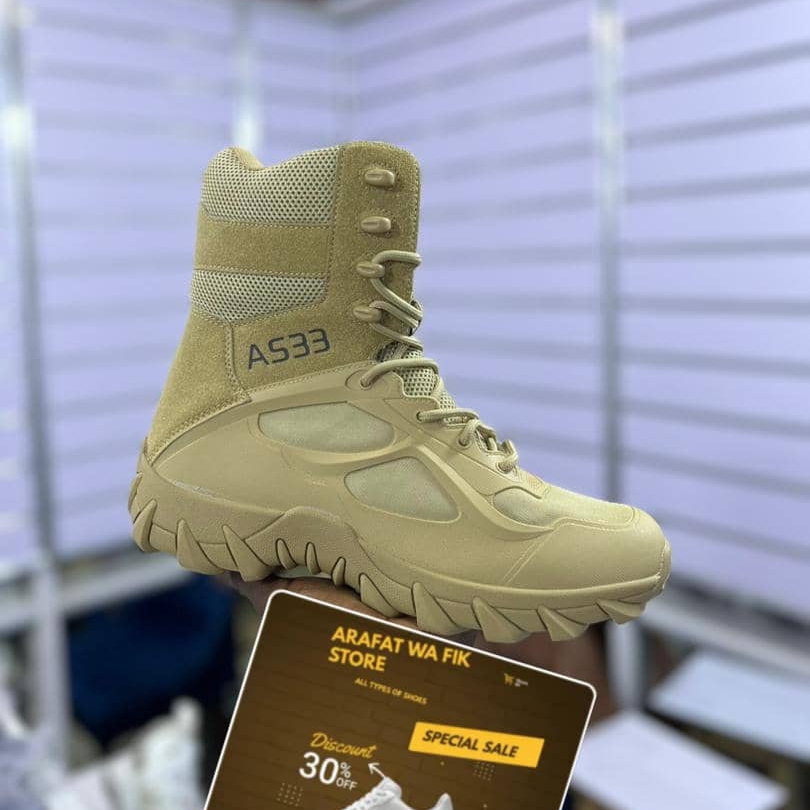 AS33
ARAFAT WA FIK
STORE
ALL TYPES OF SHOES
SPECIAL SALE
Discount
30%
OFF